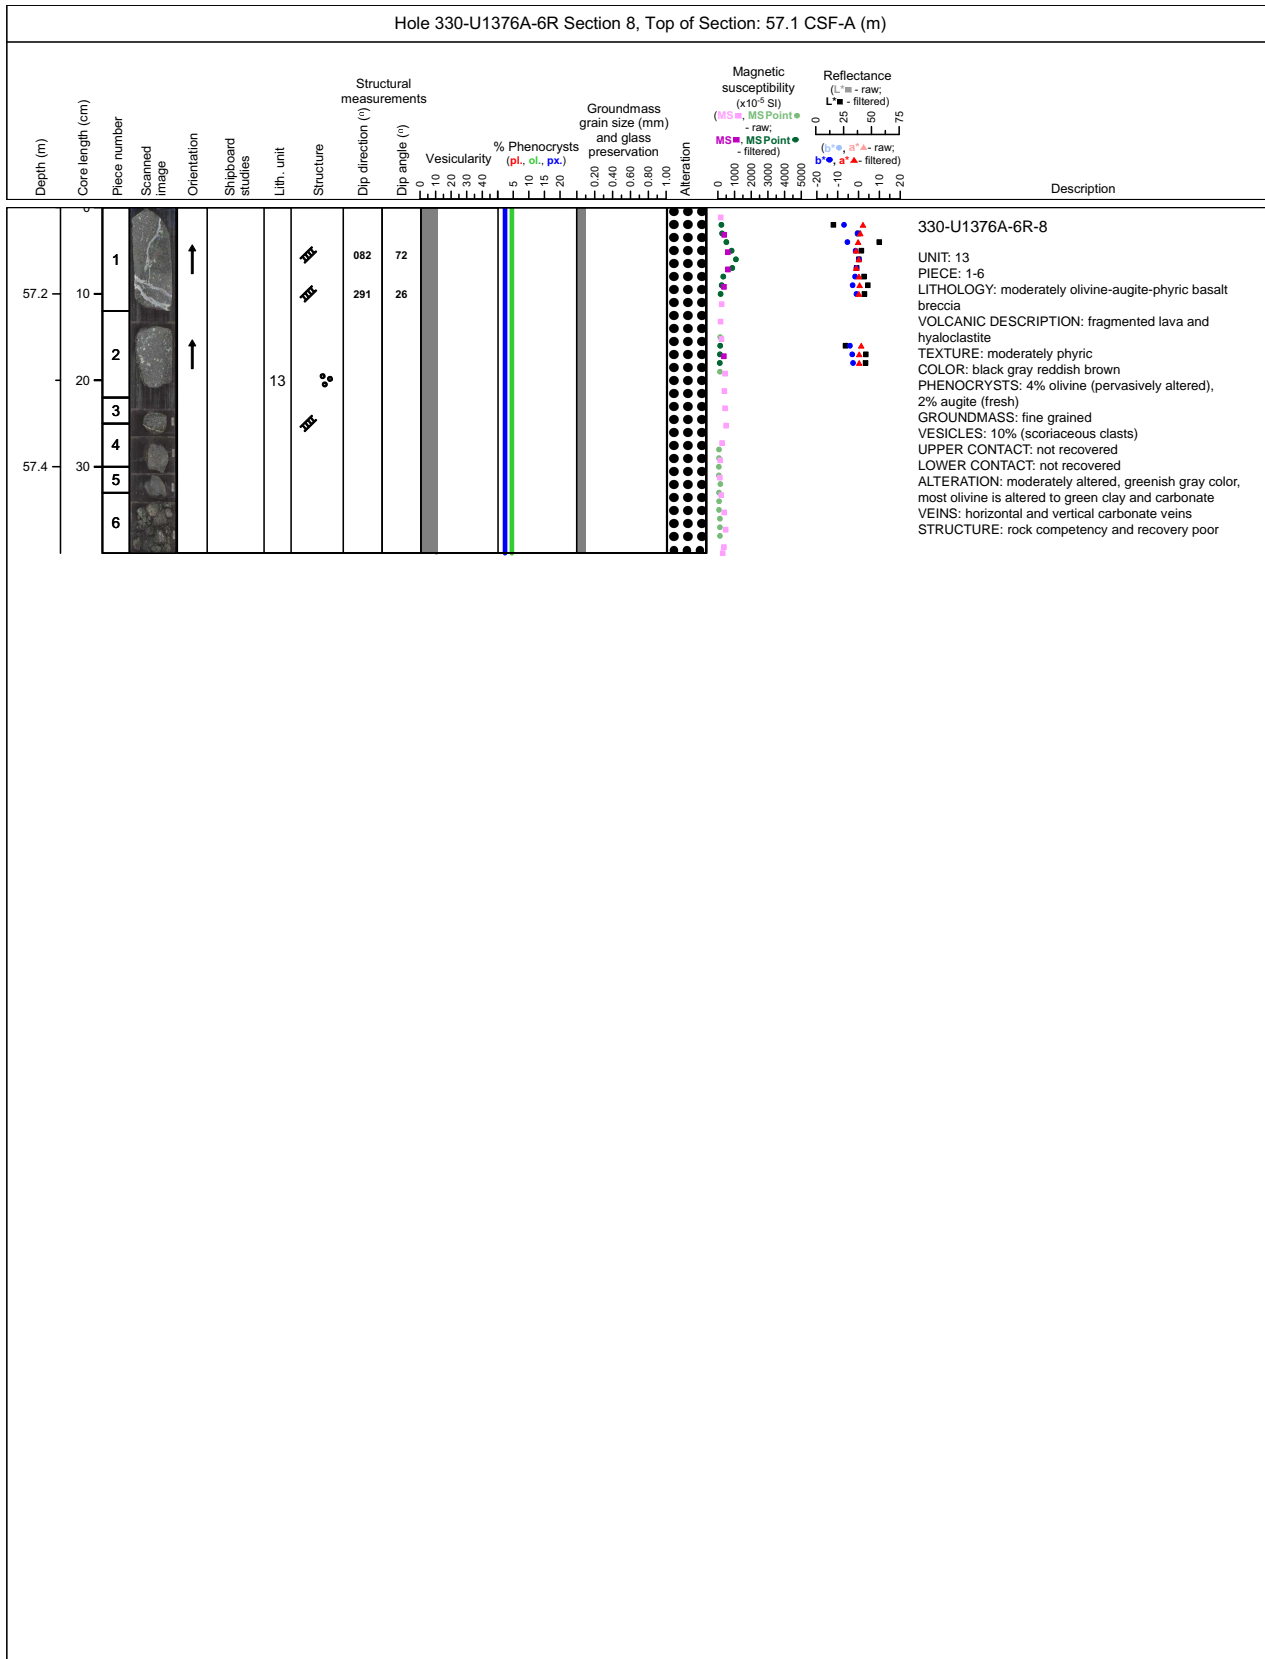 Hole 330-U1376A-6R Section 8, Top of Section: 57.1 CSF-A (m)
Depth (m)
Core length (cm)
Piece number
Scanned
image
Orientation
Shipboard
studies
Lith. unit
Structure
Structural
measurements
Dip direction (º)
Dip angle (º)
Vesicularity
0 10 20 30 40
% Phenocrysts
(pl., ol., px.)
5 10 15 20
Groundmass
grain size (mm)
and glass
preservation
0.20 0.40 0.60 0.80 1.00
Alteration
Magnetic
susceptibility
(x10-5 SI)
(MS■, MSPoint●
- raw;
MS■, MSPoint●
- filtered)
0 1000 2000 3000 4000 5000
Reflectance
(L*■ - raw;
L*■ - filtered)
0 25 50 75
(b*●, a*▲- raw;
b*●, a*▲- filtered)
-20 -10 0 10 20
Description
0
57.2
10
20
57.4
30
1
2
3
4
5
6
13
082 72
291 26
330-U1376A-6R-8
UNIT: 13
PIECE: 1-6
LITHOLOGY: moderately olivine-augite-phyric basalt
breccia
VOLCANIC DESCRIPTION: fragmented lava and
hyaloclastite
TEXTURE: moderately phyric
COLOR: black gray reddish brown
PHENOCRYSTS: 4% olivine (pervasively altered),
2% augite (fresh)
GROUNDMASS: fine grained
VESICLES: 10% (scoriaceous clasts)
UPPER CONTACT: not recovered
LOWER CONTACT: not recovered
ALTERATION: moderately altered, greenish gray color,
most olivine is altered to green clay and carbonate
VEINS: horizontal and vertical carbonate veins
STRUCTURE: rock competency and recovery poor